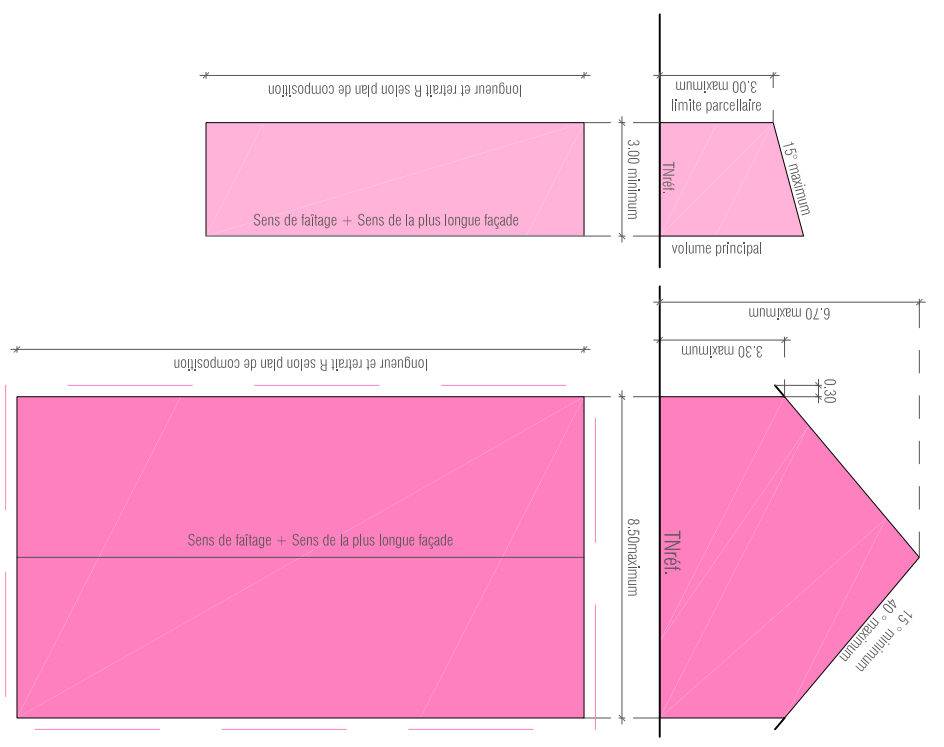 longueur et retrait R selon plan de composition
3.00 maximum
limite parcellaire
3.00 minimum
TNréf.
15° maximum
Sens de faîtage + Sens de la plus longue façade
volume principal
6.70 maximum
longueur et retrait R selon plan de composition
3.30 maximum
0.30
Sens de faîtage + Sens de la plus longue façade
8.50maximum
TNréf.
15° minimum
40° maximum